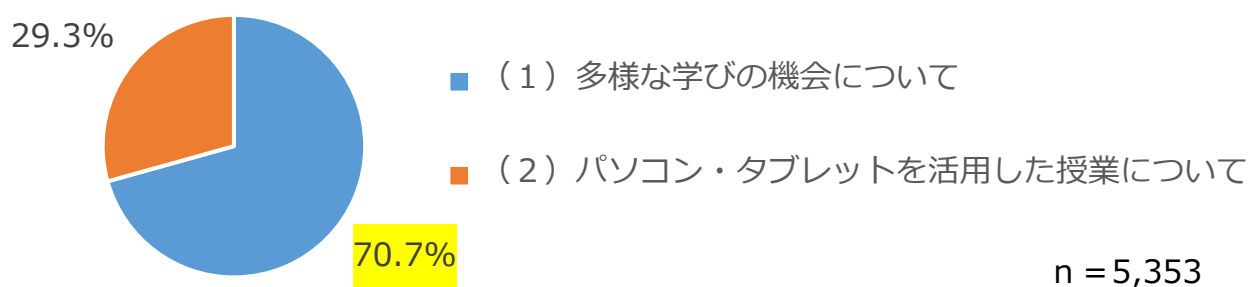 29.3%
（１）多様な学びの機会について
（２）パソコン・タブレットを活用した授業について
70.7%
n＝5,353